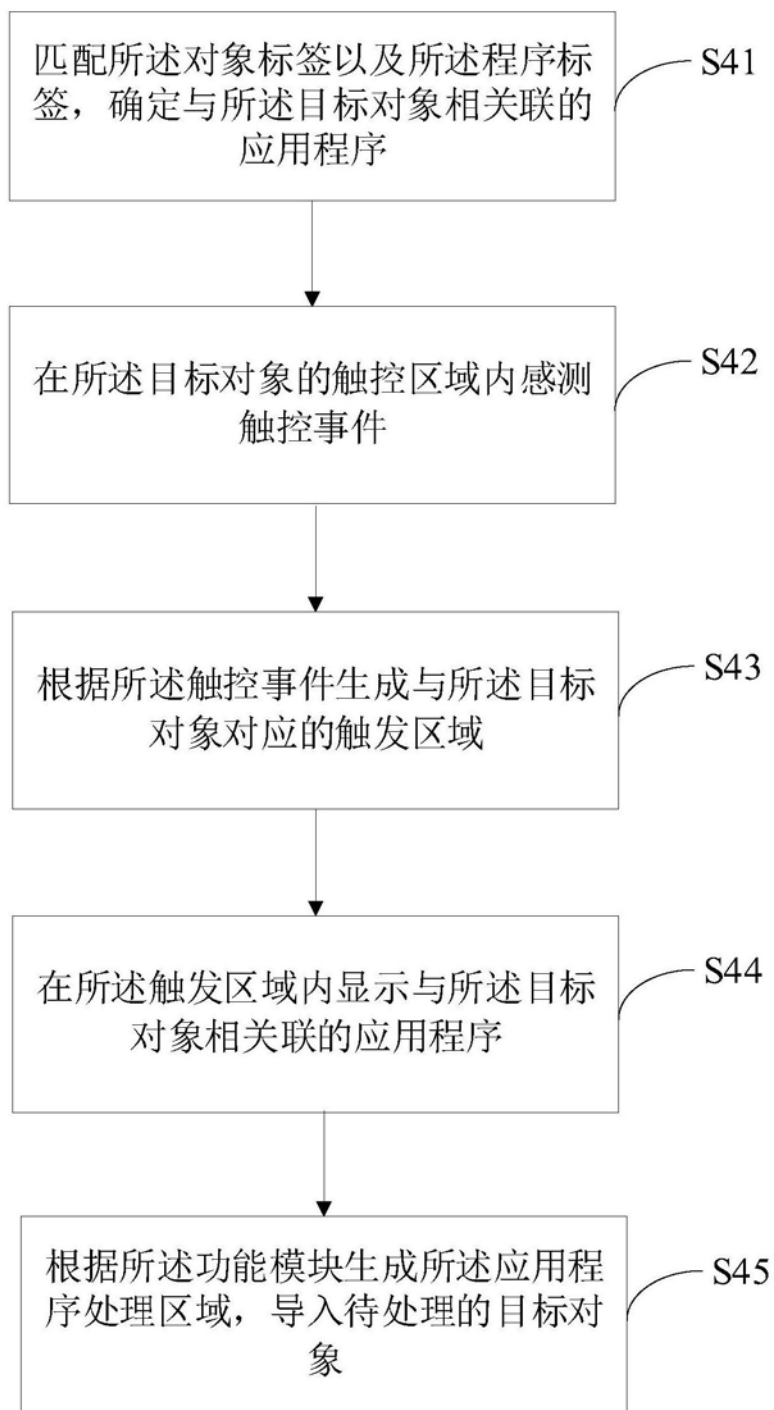 匹配所述对象标签以及所述程序标
签，确定与所述目标对象相关联的
应用程序
S41
在所述目标对象的触控区域内感测
触控事件
S42
根据所述触控事件生成与所述目标
对象对应的触发区域
S43
在所述触发区域内显示与所述目标
对象相关联的应用程序
S44
根据所述功能模块生成所述应用程
序处理区域，导入待处理的目标对
象
S45